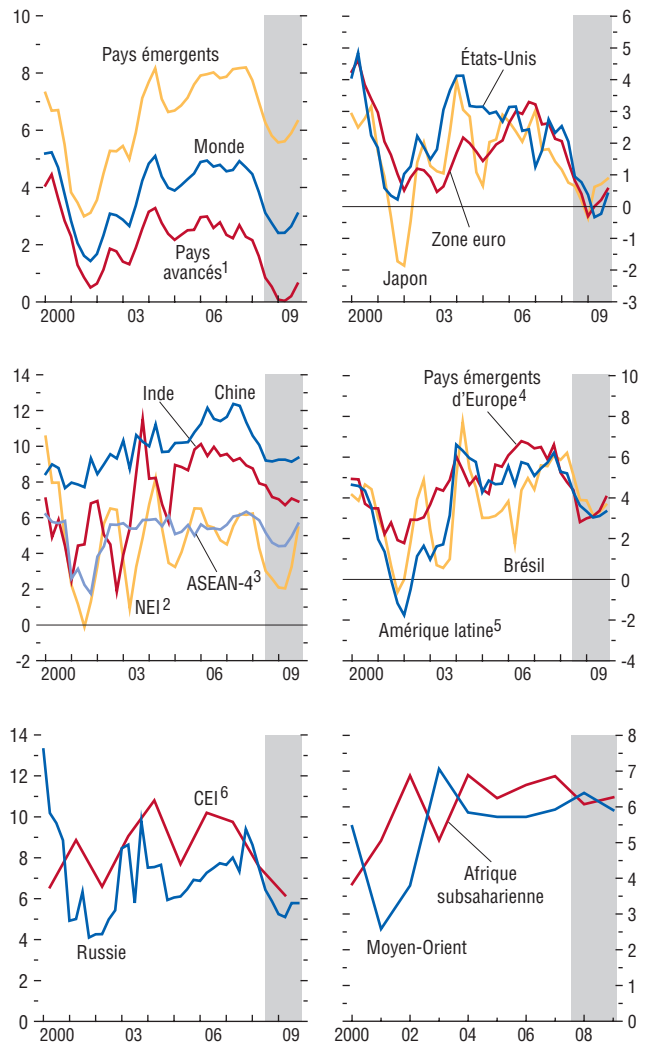 10
8
6
4
2
0
Pays émergents
Monde
Pays
avancés1
2000 03 06 09
6
5
4
3
2
1
0
-1
-2
-3
États-Unis
Zone euro
Japon
2000 03 06 09
14
12
10
8
6
4
2
0
-2
Inde
Chine
ASEAN-43
NEI2
2000 03 06 09
10
8
6
4
2
0
-2
-4
Pays émergents
d'Europe4
Brésil
Amérique latine5
2000 03 06 09
14
12
10
8
6
4
2
0
CEI6
Russie
2000 03 06 09
8
7
6
5
4
3
2
1
0
Afrique
subsaharienne
Moyen-Orient
2000 02 04 06 08